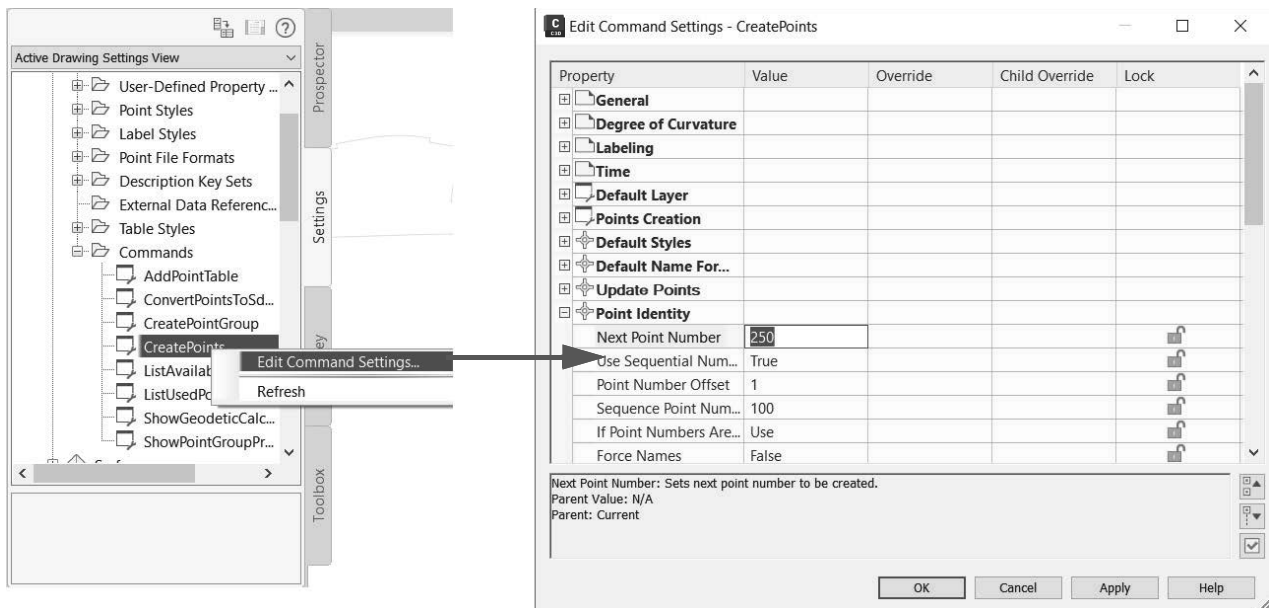 Active Drawing Settings View
User-Defined Property ...
Point Styles
Label Styles
Point File Formats
Description Key Sets
External Data Referenc...
Table Styles
Commands
AddPointTable
ConvertPointsToSd...
CreatePointGroup
CreatePoints
ListAvailab
ListUsedPo
ShowGeodeticCalc...
ShowPointGroupPr...
Edit Command Settings...
Refresh
Prospector
Settings
Toolbox
C
C3D
Edit Command Settings - CreatePoints
Property Value Override Child Override Lock
General
Degree of Curvature
Labeling
Time
Default Layer
Points Creation
Default Styles
Default Name For...
Update Points
Point Identity
Next Point Number 250
Use Sequential Num... True
Point Number Offset 1
Sequence Point Num... 100
If Point Numbers Are... Use
Force Names False
Next Point Number: Sets next point number to be created.
Parent Value: N/A
Parent: Current
OK Cancel Apply Help